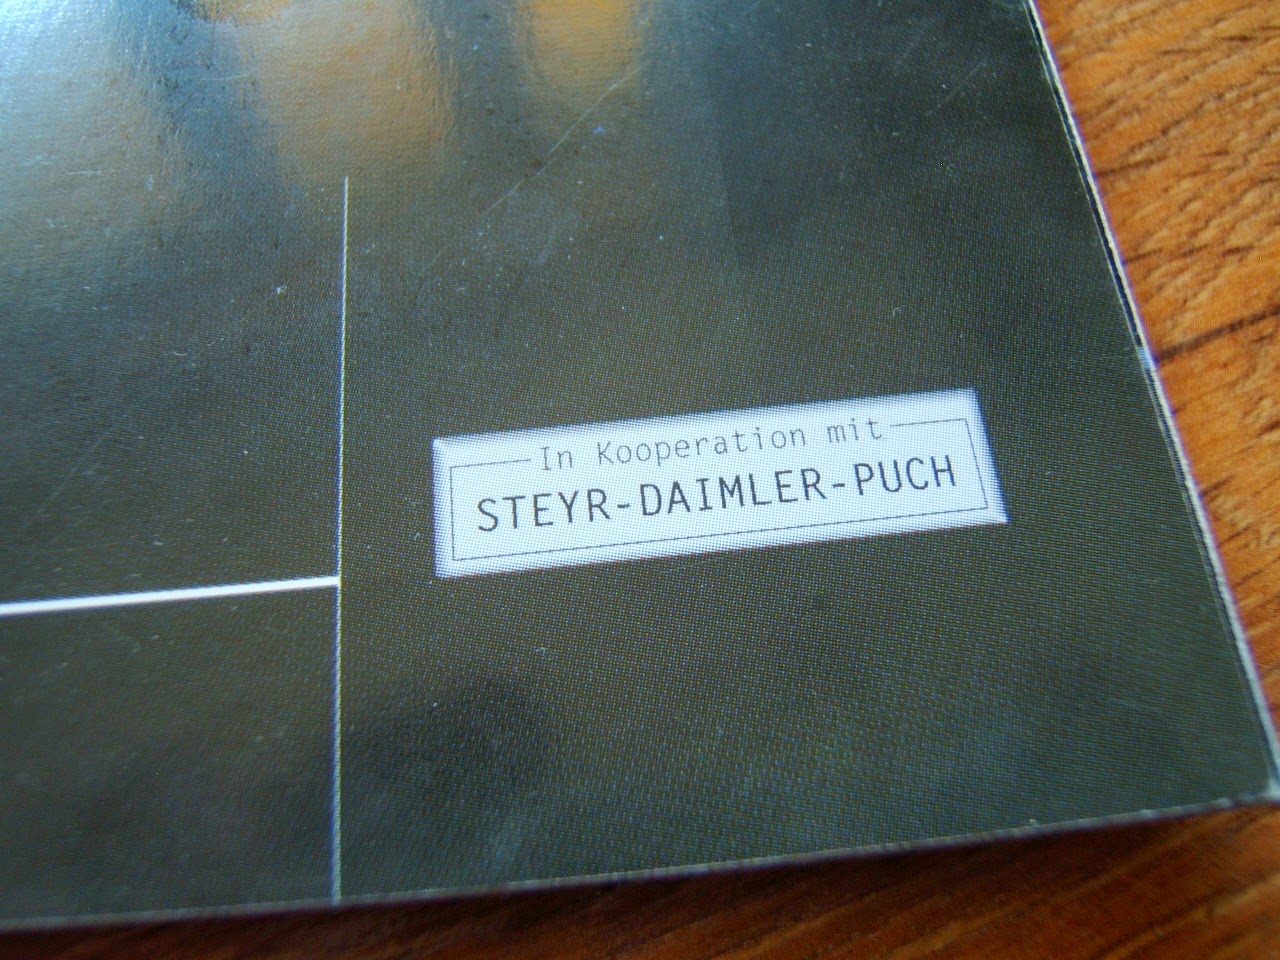 In Kooperation mit
STEYR-DAIMLER-PUCH